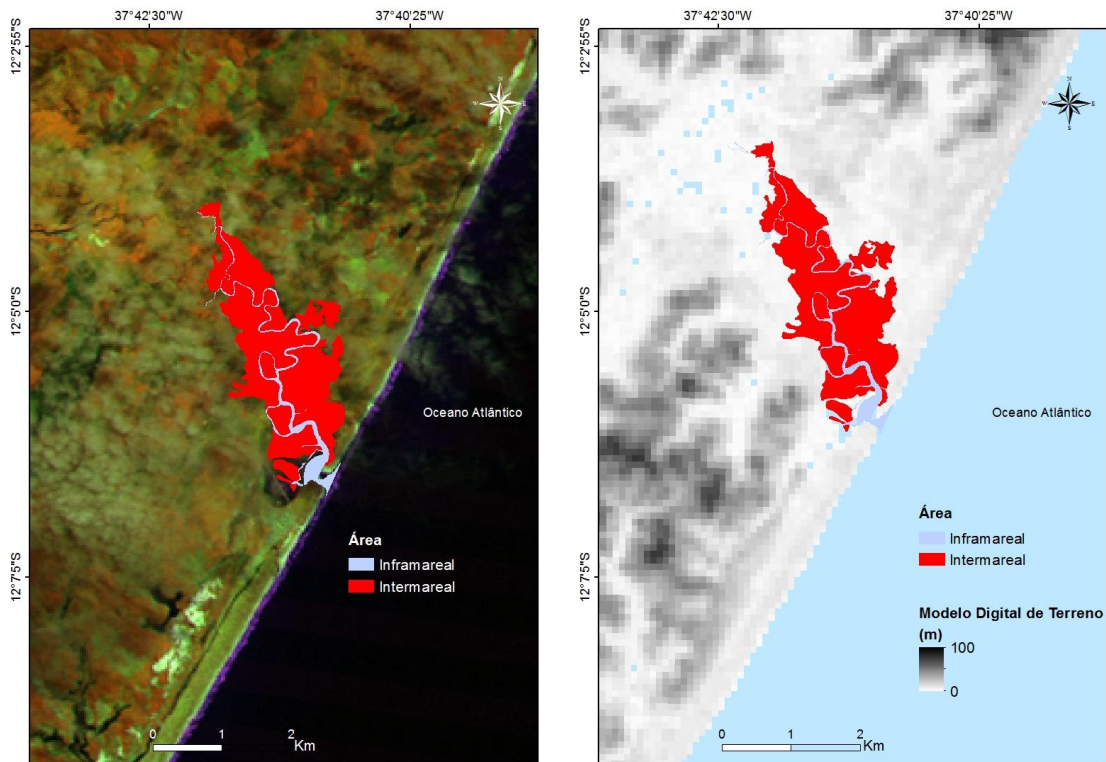 37°42'30"W
37°40'25"W
12°2'55"S
12°5'0"S
12°7'5"S
N
W
E
S
Oceano Atlântico
Área
Inframareal
Intermareal
0
1
2
Km
37°42'30"W
37°40'25"W
12°2'55"S
12°5'0"S
12°7'5"S
N
W
E
S
Oceano Atlântico
Área
Inframareal
Intermareal
Modelo Digital de Terreno
(m)
100
0
0
1
2
Km